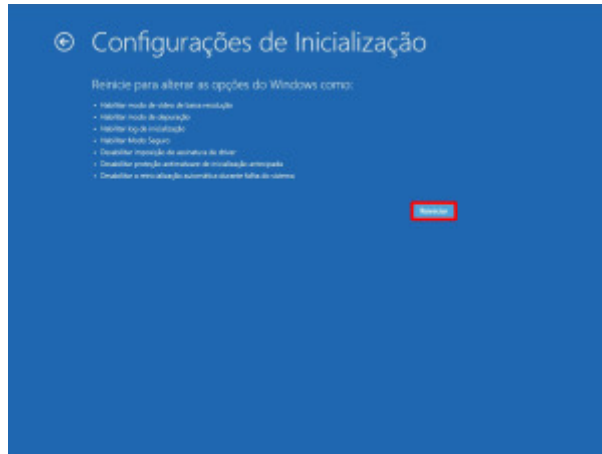 Configurações de Inicialização
Reinicie para alterar as opções do Windows como:
• Habilitar modo de vídeo de baixa resolução
• Habilitar modo de depuração
• Habilitar log de inicialização
• Habilitar Modo Seguro
• Desabilitar imposição de assinatura de driver
• Desabilitar proteção antimalware de inicialização antecipada
• Desabilitar a reinicialização automática durante falha do sistema
Reiniciar